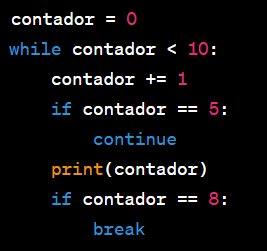 contador = 0
while contador < 10:
    contador += 1
    if contador == 5:
        continue
    print(contador)
    if contador == 8:
        break